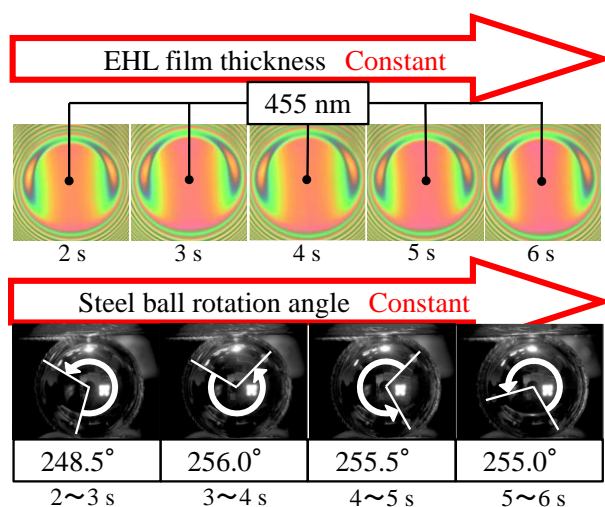 EHL film thickness Constant
455 nm
2 s 3 s 4 s 5 s 6 s
Steel ball rotation angle Constant
248.5° 256.0° 255.5° 255.0°
2～3 s 3～4 s 4～5 s 5～6 s